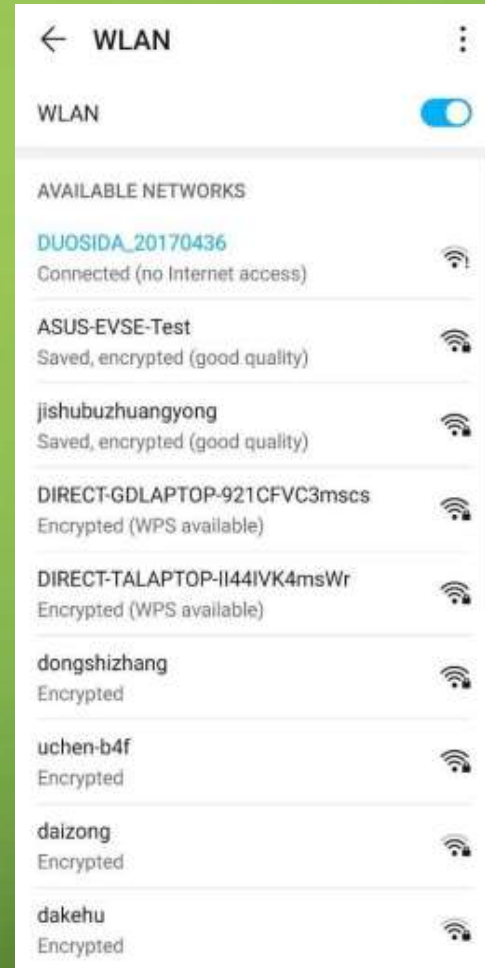 WLAN
WLAN
AVAILABLE NETWORKS
DUOSIDA_20170436
Connected (no Internet access)
ASUS-EVSE-Test
Saved, encrypted (good quality)
jishubuzhuangyong
Saved, encrypted (good quality)
DIRECT-GDLAPTOP-921CFVC3mscs
Encrypted (WPS available)
DIRECT-TALAPTOP-II44IVK4msWr
Encrypted (WPS available)
dongshizhang
Encrypted
uchen-b4f
Encrypted
daizong
Encrypted
dakehu
Encrypted